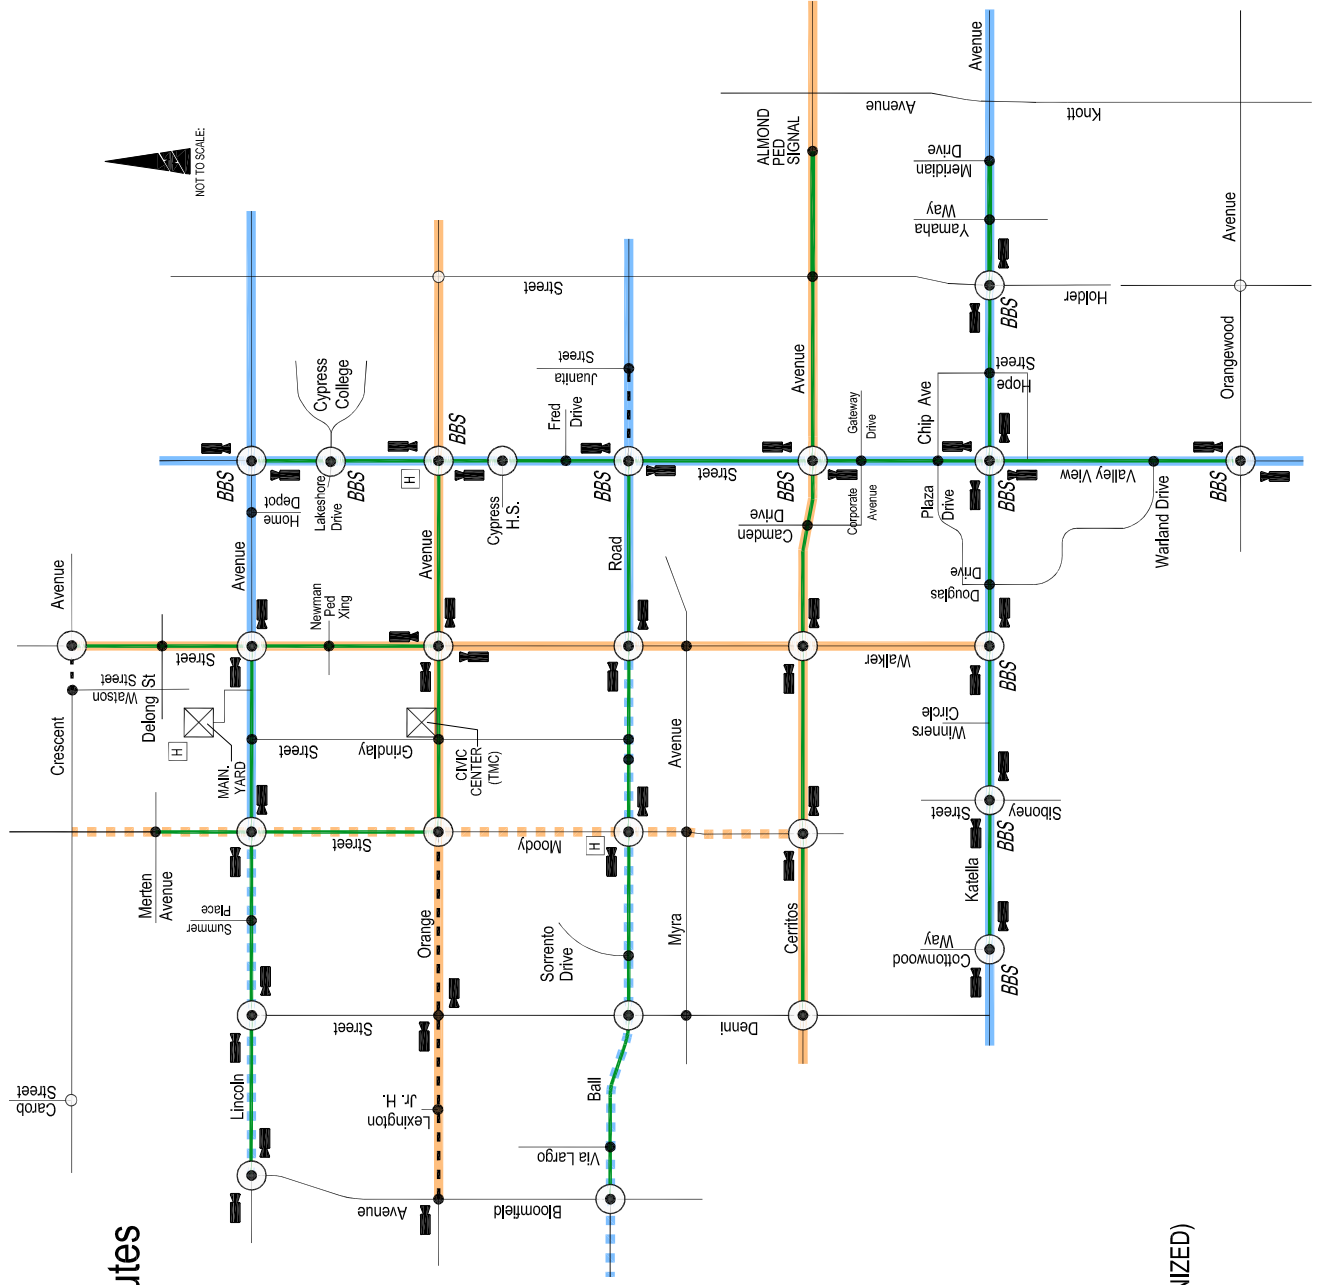 NOT TO SCALE:
ALMOND
PED
SIGNAL
Avenue
Knott
Avenue
Meridian
Drive
Yamaha
Way
Avenue
Street
Holder
BBS
Juanita
Street
Cypress
College
Fred
Drive
Avenue
Gateway
Drive
Chip Ave
Hope
Street
Orangewood
BBS
Lakeshore
Drive
BBS
BBS
H
Cypress
H.S.
BBS
Street
BBS
Corporate
Avenue
Plaza
Drive
BBS
Valley View
BBS
Home
Depot
Camden
Drive
Warland Drive
Avenue
Avenue
Newman
Ped
Xing
Avenue
Road
Douglas
Drive
Street
Walker
BBS
Watson
Street
Delong St
Crescent
H
MAIN.
YARD
Street
Grindlay
CIVIC
CENTER
(TMC)
Avenue
Winners
Circle
Merten
Avenue
Street
Moody
H
Siboney
Street
BBS
Summer
Place
Lincoln
Orange
Sorrento
Drive
Myra
Cerritos
Katella
Cottonwood
Way
BBS
Street
Denni
Carob
Street
Lexington
Jr. H.
Ball
Via Largo
Avenue
Bloomfield
utes
NIZED)